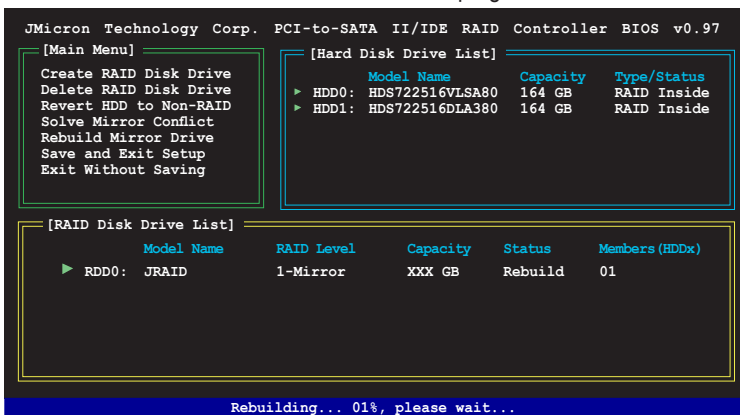 JMicron Technology Corp. PCI-to-SATA II/IDE RAID Controller BIOS v0.97
[Main Menu]
Create RAID Disk Drive
Delete RAID Disk Drive
Revert HDD to Non-RAID
Solve Mirror Conflict
Rebuild Mirror Drive
Save and Exit Setup
Exit Without Saving
[Hard Disk Drive List]
Model Name Capacity Type/Status
HDD0: HDS722516VLSA80 164 GB RAID Inside
HDD1: HDS722516DLA380 164 GB RAID Inside
[RAID Disk Drive List]
Model Name RAID Level Capacity Status Members(HDDx)
RDD0: JRAID 1-Mirror XXX GB Rebuild 01
Rebuilding... 01%, please wait...